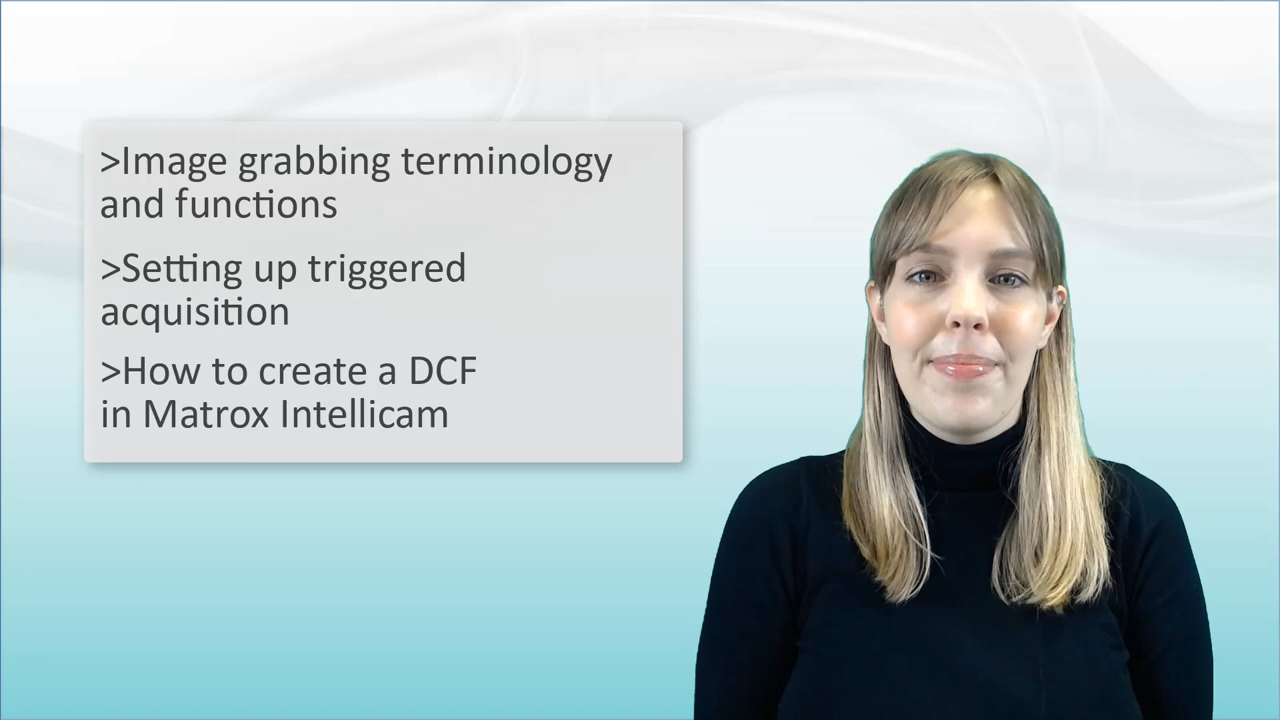 >Image grabbing terminology
and functions
>Setting up triggered
acquisition
>How to create a DCF
in Matrox Intellicam